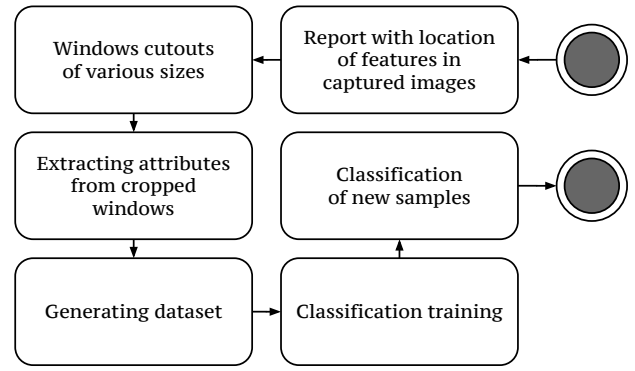 Windows cutouts
of various sizes
Report with location
of features in
captured images
Extracting attributes
from cropped
windows
Classification
of new samples
Generating dataset
Classification training